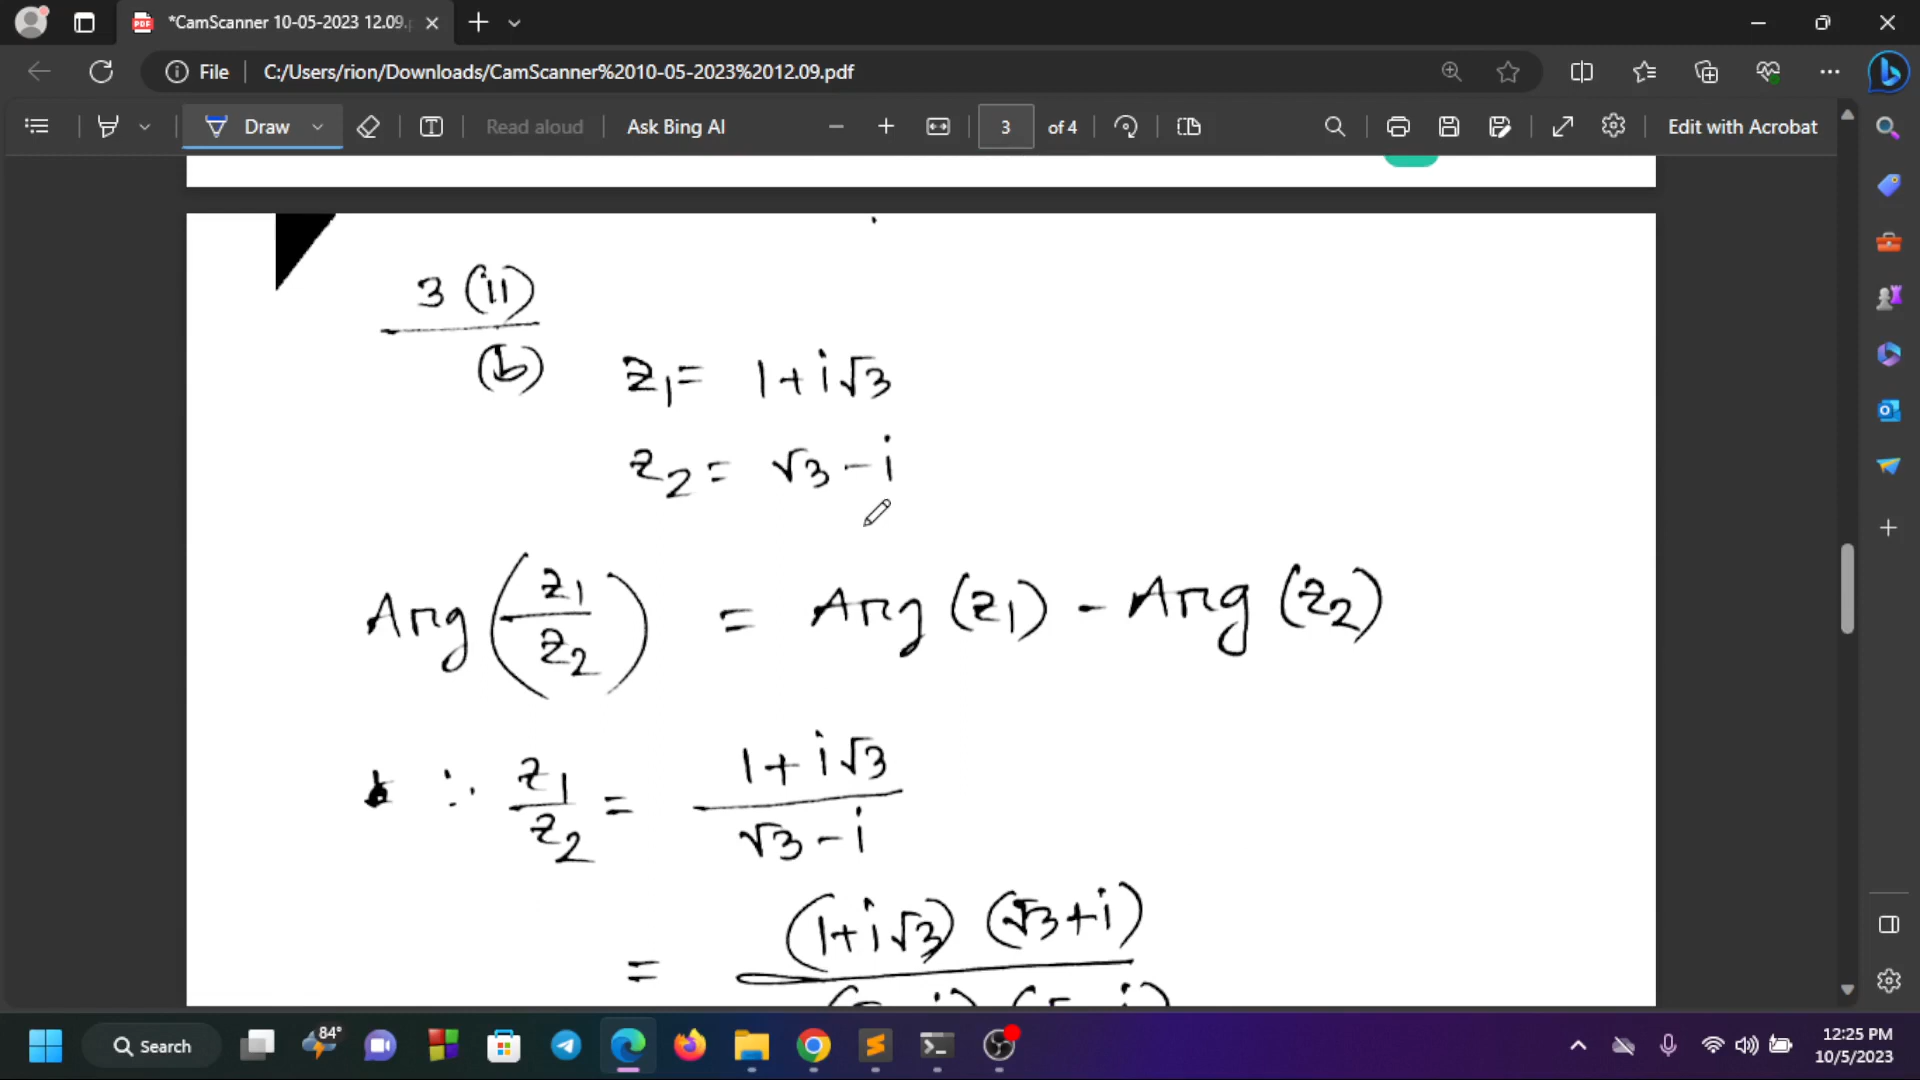 *CamScanner 10-05-2023 12.09.p
File C:/Users/rion/Downloads/CamScanner%2010-05-2023%2012.09.pdf
Draw Read aloud Ask Bing AI 3 of 4 Edit with Acrobat
3 (ii)
(b) z₁ = 1+i√3
z₂ = √3-i
Arg(z₁/z₂) = Arg(z₁) - Arg(z₂)
∵ z₁/z₂ = (1+i√3)/(√3-i)
= (1+i√3) (√3+i)
Search 84° 12:25 PM
10/5/2023